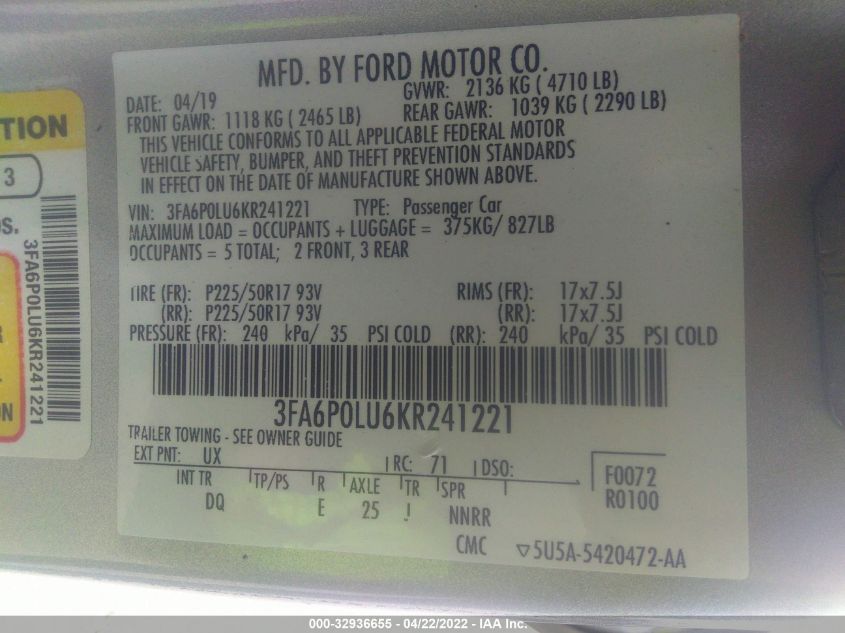 MFD. BY FORD MOTOR CO.
DATE: 04/19 GVWR: 2136 KG ( 4710 LB)
FRONT GAWR: 1118 KG ( 2465 LB) REAR GAWR: 1039 KG ( 2290 LB)
THIS VEHICLE CONFORMS TO ALL APPLICABLE FEDERAL MOTOR
VEHICLE SAFETY, BUMPER, AND THEFT PREVENTION STANDARDS
IN EFFECT ON THE DATE OF MANUFACTURE SHOWN ABOVE.
VIN: 3FA6P0LU6KR241221 TYPE: Passenger Car
MAXIMUM LOAD = OCCUPANTS + LUGGAGE = 375KG/ 827LB
OCCUPANTS = 5 TOTAL; 2 FRONT, 3 REAR
TIRE (FR): P225/50R17 93V RIMS (FR): 17x7.5J
(RR): P225/50R17 93V (RR): 17x7.5J
PRESSURE (FR): 240 kPa/ 35 PSI COLD (RR): 240 kPa/ 35 PSI COLD
3FA6P0LU6KR241221
TRAILER TOWING - SEE OWNER GUIDE
EXT PNT: UX RC: 71 DSO:
INT TR TP/PS R AXLE TR SPR
DQ E 25 J NNRR
F0072
R0100
CMC ▽5U5A-5420472-AA
TION
3
S.
R
ON
3FA6P0LU6KR241221
000-32936655 - 04/22/2022 - IAA Inc.